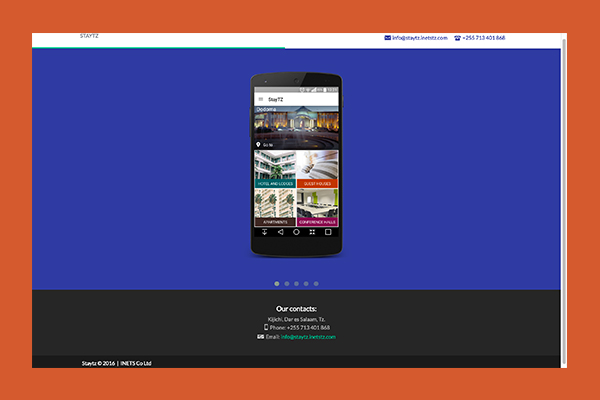 STAYTZ
info@staytz.inetstz.com +255 713 401 868
StayTZ
Dodoma
Go to
HOTEL AND LODGES
GUEST HOUSES
APARTMENTS
CONFERENCE HALLS
Our contacts:
Kijichi, Dar es Salaam, Tz.
Phone: +255 713 401 868
Email: info@staytz.inetstz.com
Staytz © 2016 | INETS Co Ltd